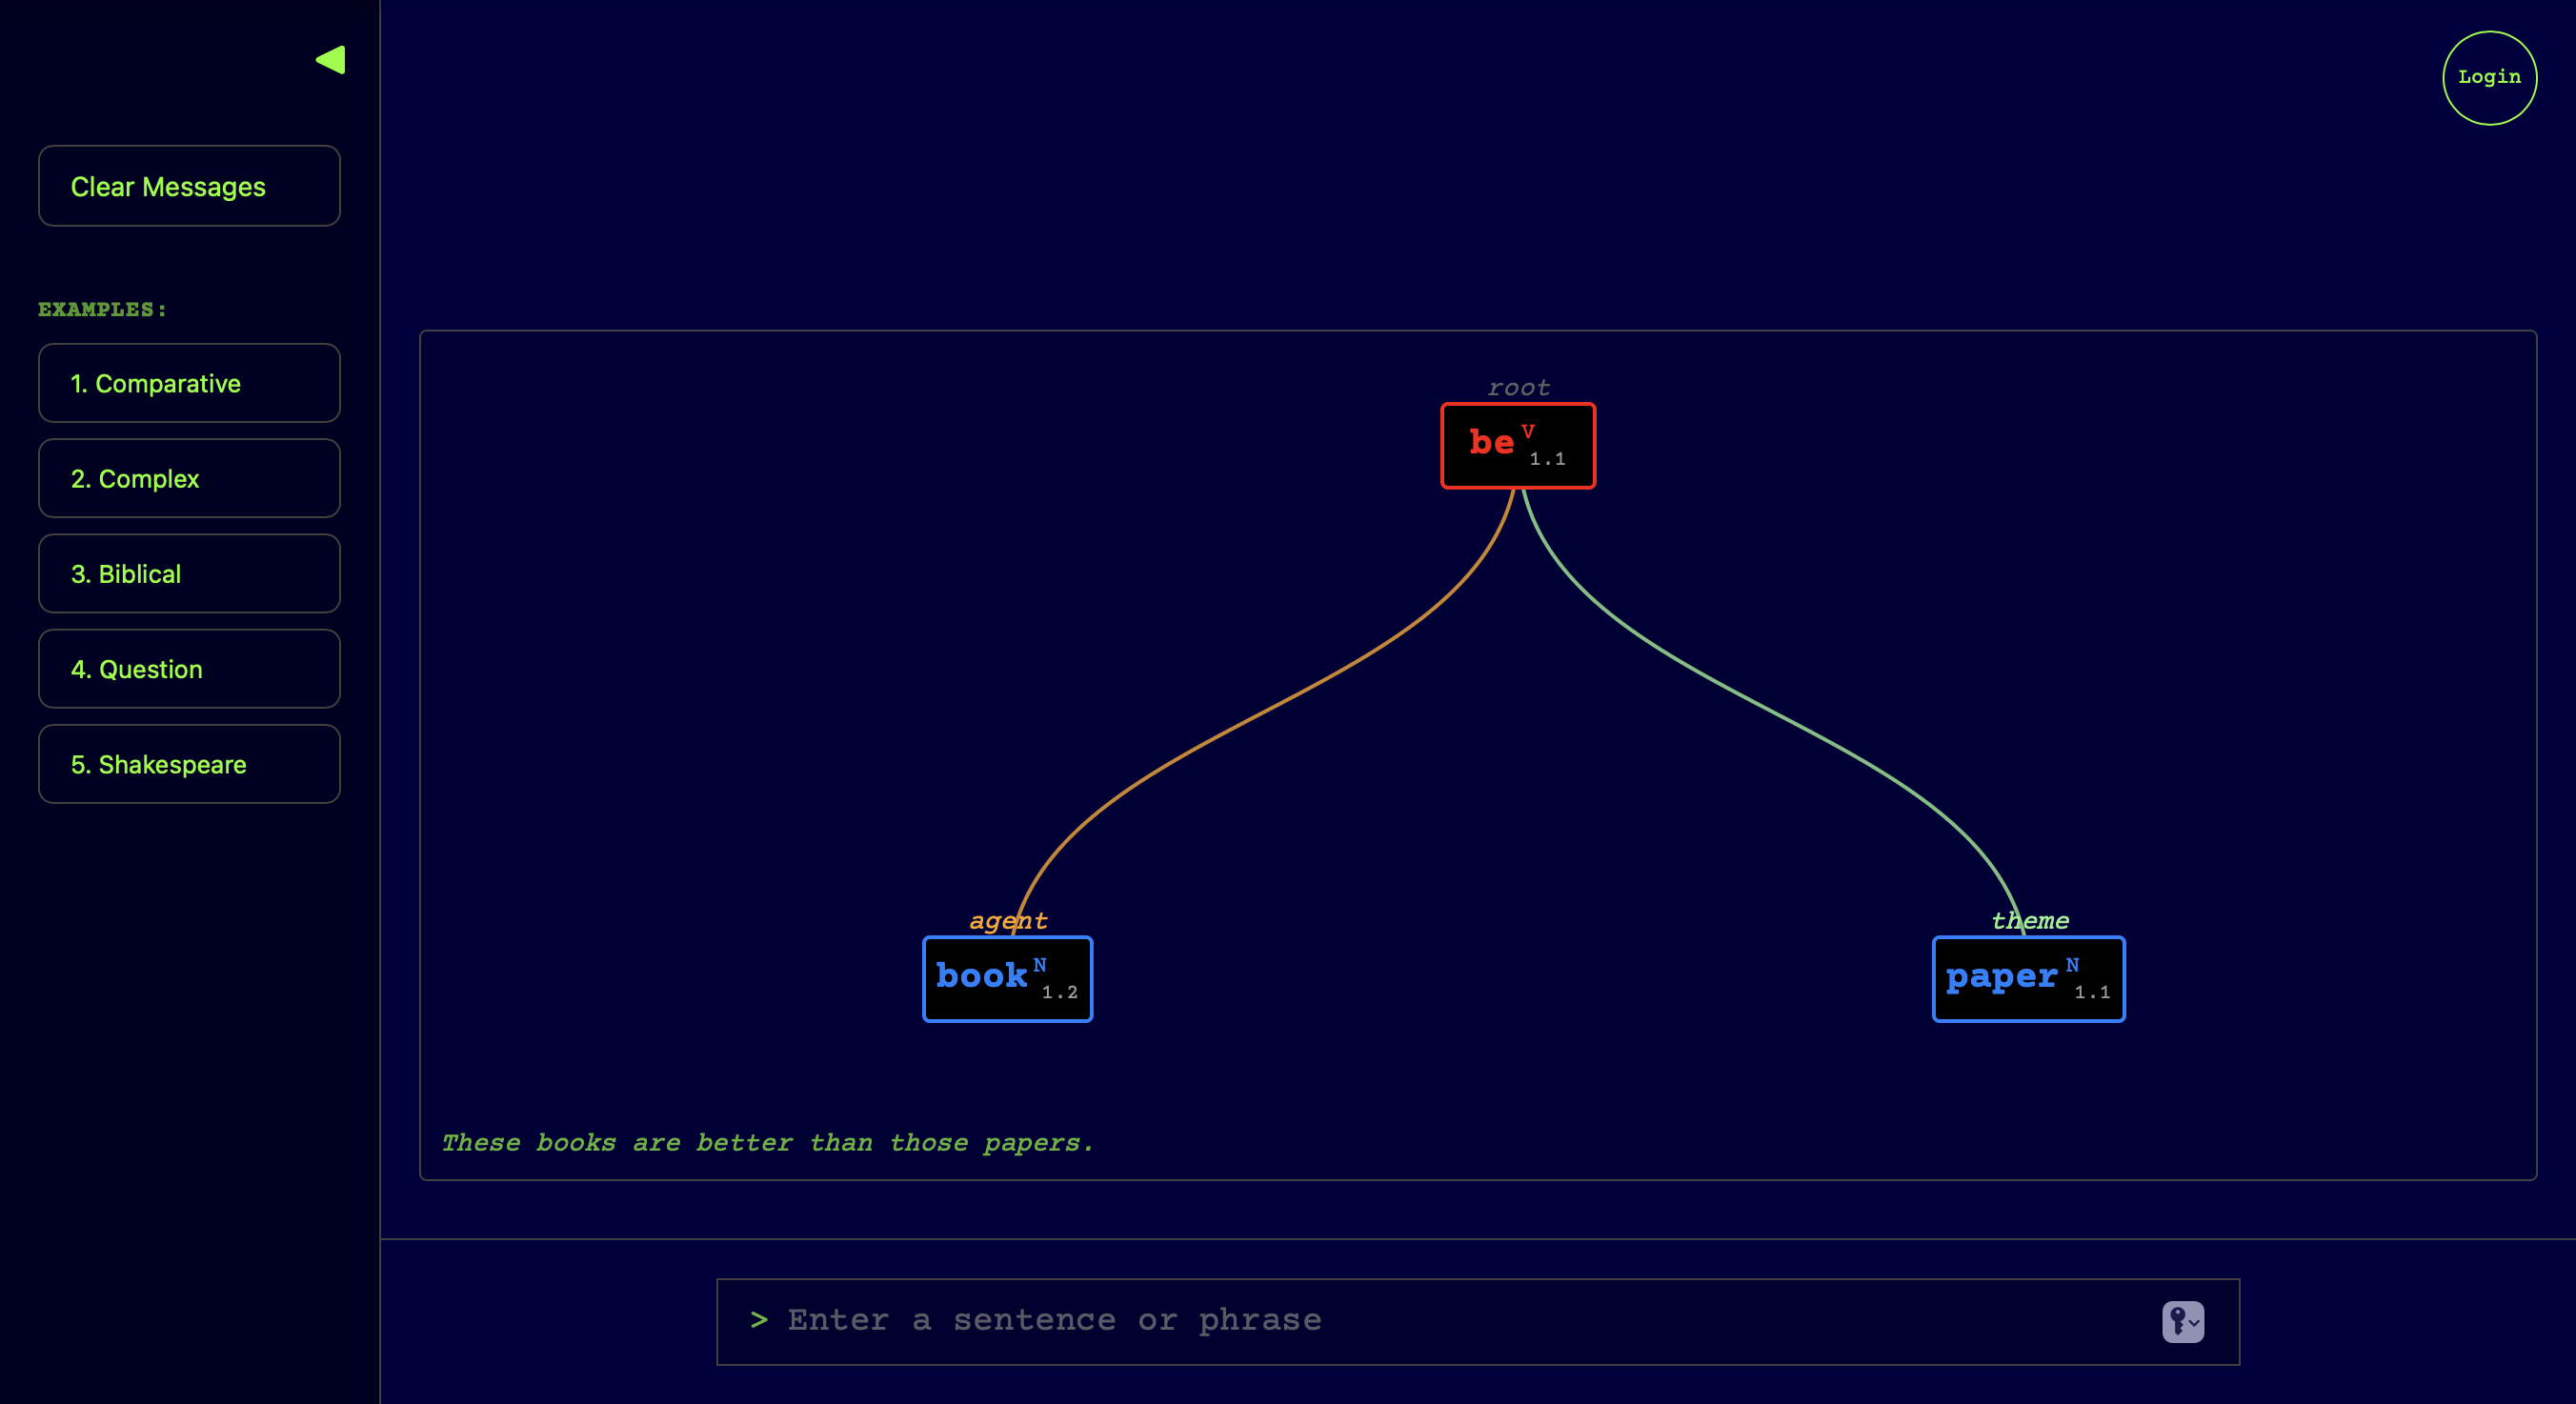 Login
Clear Messages
EXAMPLES:
1. Comparative
2. Complex
3. Biblical
4. Question
5. Shakespeare
root
be V 1.1
agent
book N 1.2
theme
paper N 1.1
These books are better than those papers.
> Enter a sentence or phrase